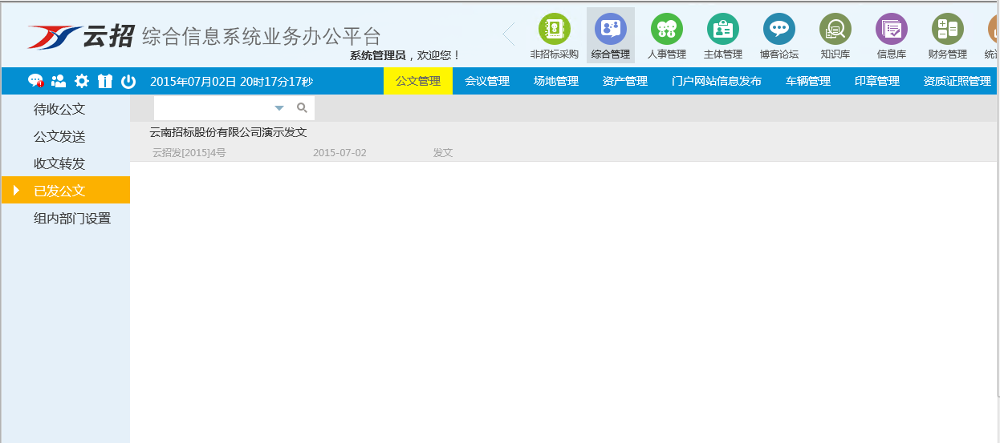 云招 综合信息系统业务办公平台
系统管理员，欢迎您！
非招标采购 综合管理 人事管理 主体管理 博客论坛 知识库 信息库 财务管理
2015年07月02日 20时17分17秒 公文管理 会议管理 场地管理 资产管理 门户网站信息发布 车辆管理 印章管理 资质证照管理
待收公文
公文发送
收文转发
已发公文
组内部门设置
云南招标股份有限公司演示发文
云招发[2015]4号 2015-07-02 发文